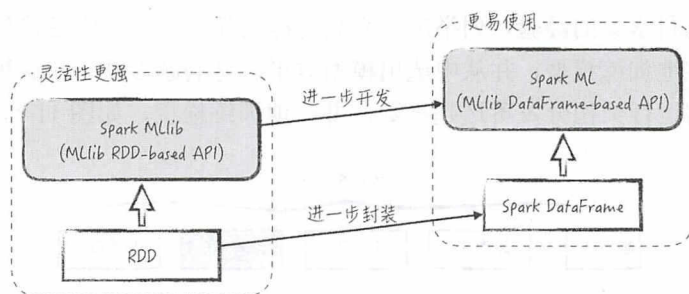 更易使用
灵活性更强
Spark ML
(MLlib DataFrame-based API)
进一步开发
Spark MLlib
(MLlib RDD-based API)
进一步封装
Spark DataFrame
RDD